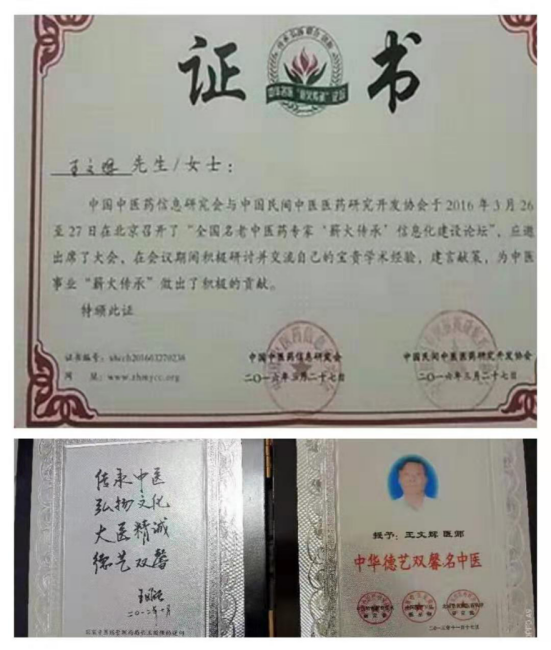 证 书
中华名医"薪火传承"论坛
王文辉 先生/女士：
中国中医药信息研究会与中国民间中医医药研究开发协会于2016年3月26
至27日在北京召开了"全国名老中医药专家'薪火传承'信息化建设论坛"，应邀
出席了大会，在会议期间积极研讨并交流自己的宝贵学术经验，建言献策，为中医
事业"薪火传承"做出了积极的贡献。
特颁此证
证书编号：
中国中医药信息研究会
中国民间中医医药研究开发协会
网 址：www.zhmycc.org
二〇一六年三月二十七日
二〇一六年三月二十七日
传承中医
弘扬文化
大医精诚
德艺双馨
授予：王文辉 医师
中华德艺双馨名中医